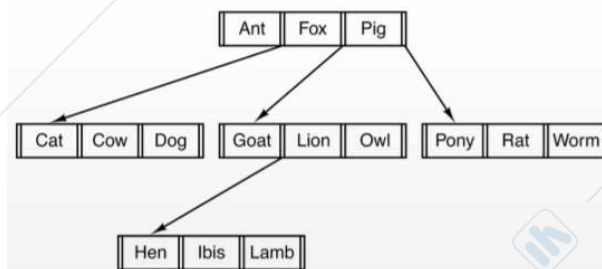 Ant Fox Pig
Cat Cow Dog Goat Lion Owl Pony Rat Worm
Hen Ibis Lamb